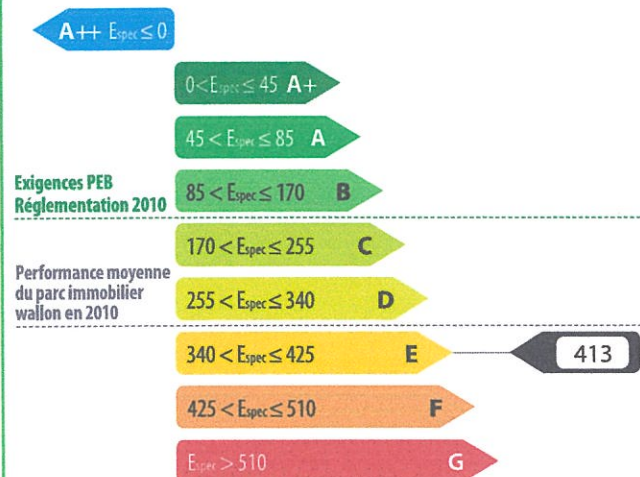 A++ Espec ≤ 0
0 < Espec ≤ 45 A+
45 < Espec ≤ 85 A
Exigences PEB
Réglementation 2010
85 < Espec ≤ 170 B
170 < Espec ≤ 255 C
Performance moyenne
du parc immobilier
wallon en 2010
255 < Espec ≤ 340 D
340 < Espec ≤ 425 E
413
425 < Espec ≤ 510 F
Espec > 510 G